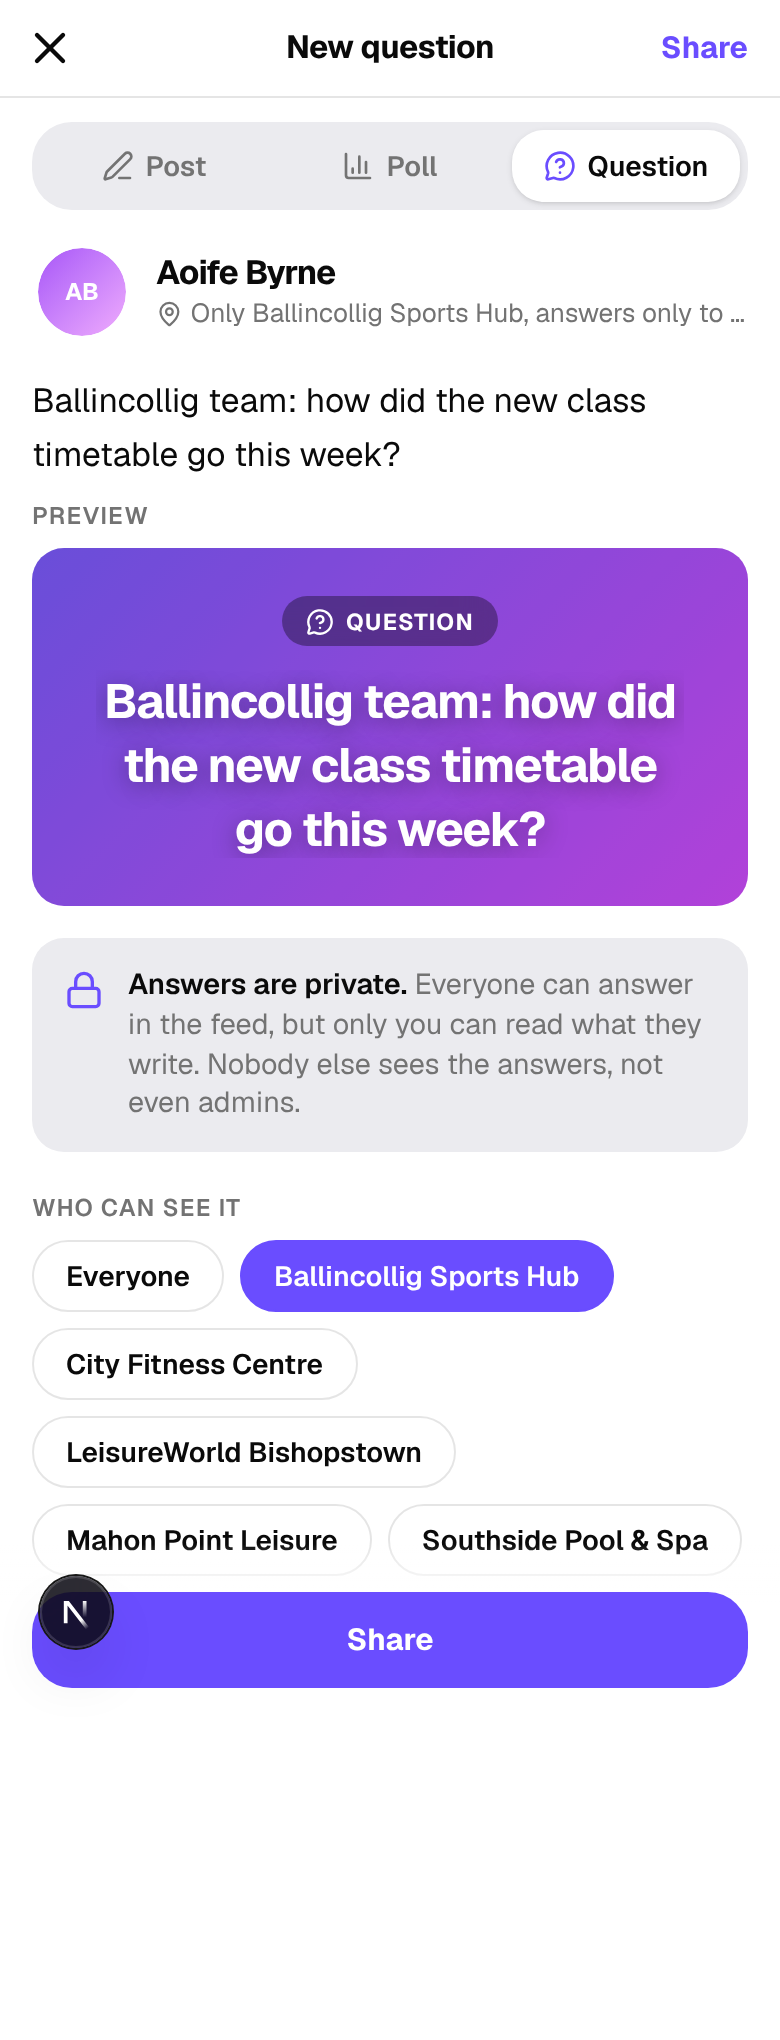 New question
Share
Post
Poll
Question
AB
Aoife Byrne
Only Ballincollig Sports Hub, answers only to ...
Ballincollig team: how did the new class
timetable go this week?
PREVIEW
QUESTION
Ballincollig team: how did
the new class timetable
go this week?
Answers are private. Everyone can answer
in the feed, but only you can read what they
write. Nobody else sees the answers, not
even admins.
WHO CAN SEE IT
Everyone
Ballincollig Sports Hub
City Fitness Centre
LeisureWorld Bishopstown
Mahon Point Leisure
Southside Pool & Spa
N
Share